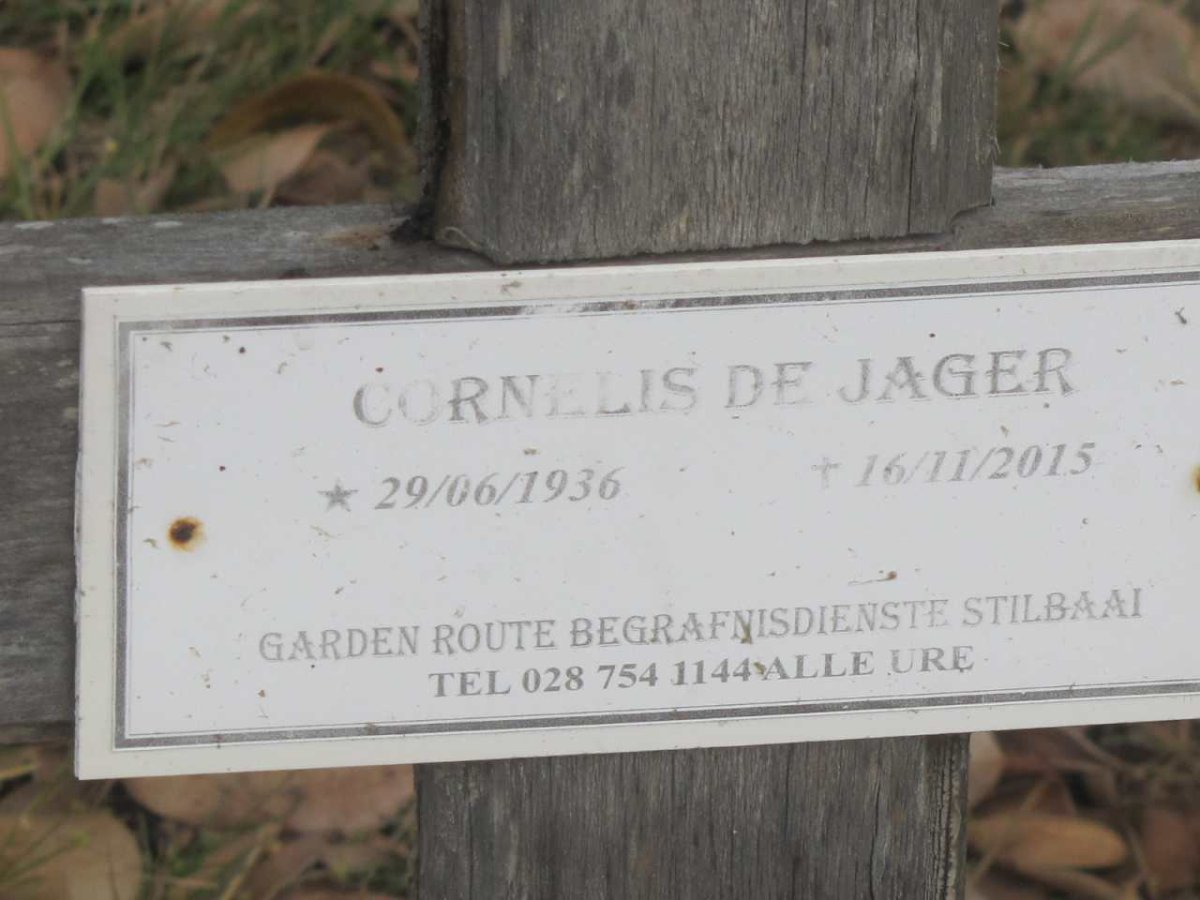 CORNELIS DE JAGER
★ 29/06/1936 ✝ 16/11/2015
GARDEN ROUTE BEGRAFNISDIENSTE STILBAAI
TEL 028 754 1144 ALLE URE